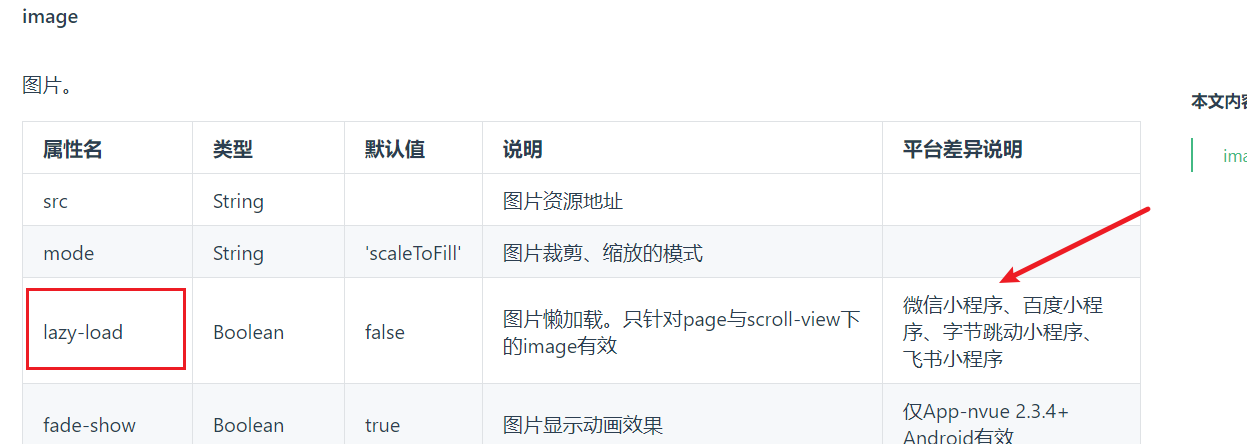 image
图片。
本文内容
ima
属性名 类型 默认值 说明 平台差异说明
src String 图片资源地址
mode String 'scaleToFill' 图片裁剪、缩放的模式
lazy-load Boolean false 图片懒加载。只针对page与scroll-view下
的image有效
微信小程序、百度小程
序、字节跳动小程序、
飞书小程序
fade-show Boolean true 图片显示动画效果
仅App-nvue 2.3.4+
Android有效